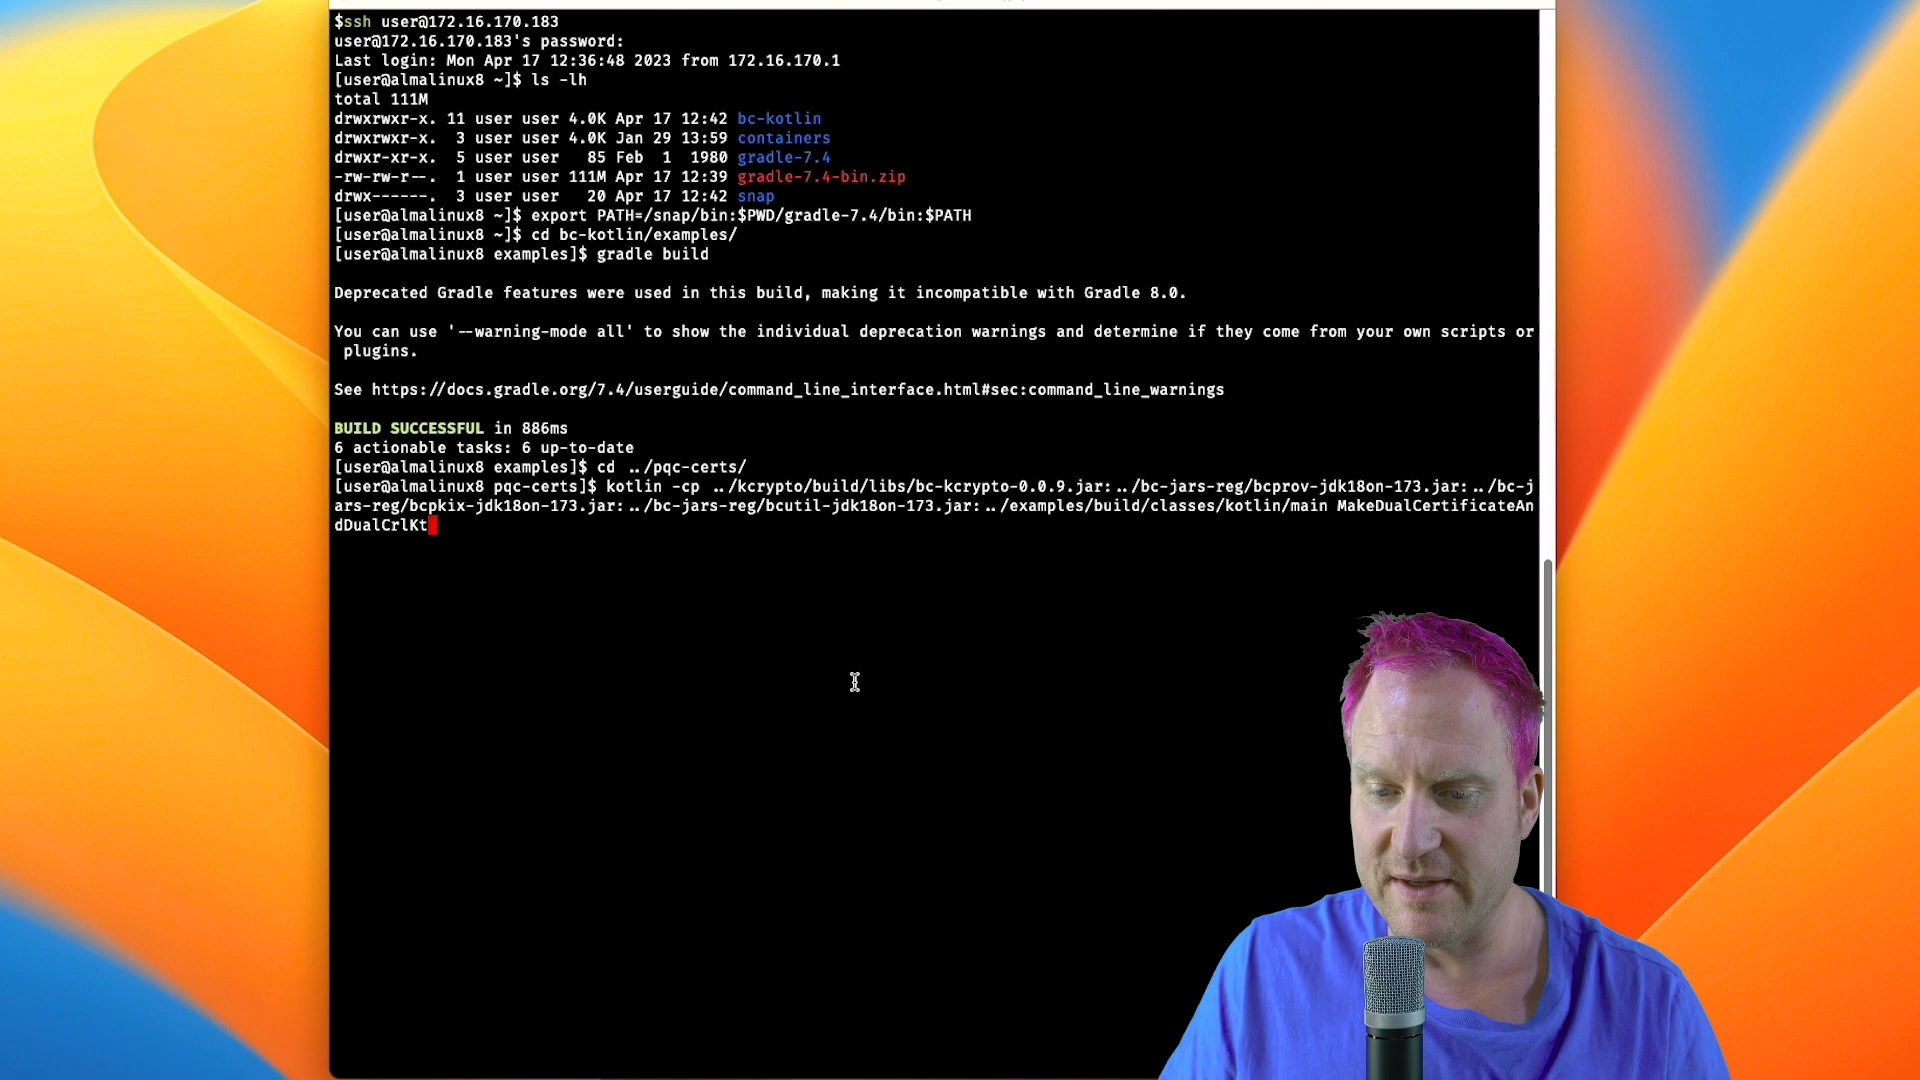 $ssh user@172.16.170.183
user@172.16.170.183's password:
Last login: Mon Apr 17 12:36:48 2023 from 172.16.170.1
[user@almalinux8 ~]$ ls -lh
total 111M
drwxrwxr-x. 11 user user 4.0K Apr 17 12:42 bc-kotlin
drwxrwxr-x.  3 user user 4.0K Jan 29 13:59 containers
drwxr-xr-x.  5 user user   85 Feb  1  1980 gradle-7.4
-rw-rw-r--.  1 user user 111M Apr 17 12:39 gradle-7.4-bin.zip
drwx------.  3 user user   20 Apr 17 12:42 snap
[user@almalinux8 ~]$ export PATH=/snap/bin:$PWD/gradle-7.4/bin:$PATH
[user@almalinux8 ~]$ cd bc-kotlin/examples/
[user@almalinux8 examples]$ gradle build
Deprecated Gradle features were used in this build, making it incompatible with Gradle 8.0.
You can use '--warning-mode all' to show the individual deprecation warnings and determine if they come from your own scripts or
 plugins.
See https://docs.gradle.org/7.4/userguide/command_line_interface.html#sec:command_line_warnings
BUILD SUCCESSFUL in 886ms
6 actionable tasks: 6 up-to-date
[user@almalinux8 examples]$ cd ../pqc-certs/
[user@almalinux8 pqc-certs]$ kotlin -cp ../kcrypto/build/libs/bc-kcrypto-0.0.9.jar:../bc-jars-reg/bcprov-jdk18on-173.jar:../bc-j
ars-reg/bcpkix-jdk18on-173.jar:../bc-jars-reg/bcutil-jdk18on-173.jar:../examples/build/classes/kotlin/main MakeDualCertificateAn
dDualCrlKt